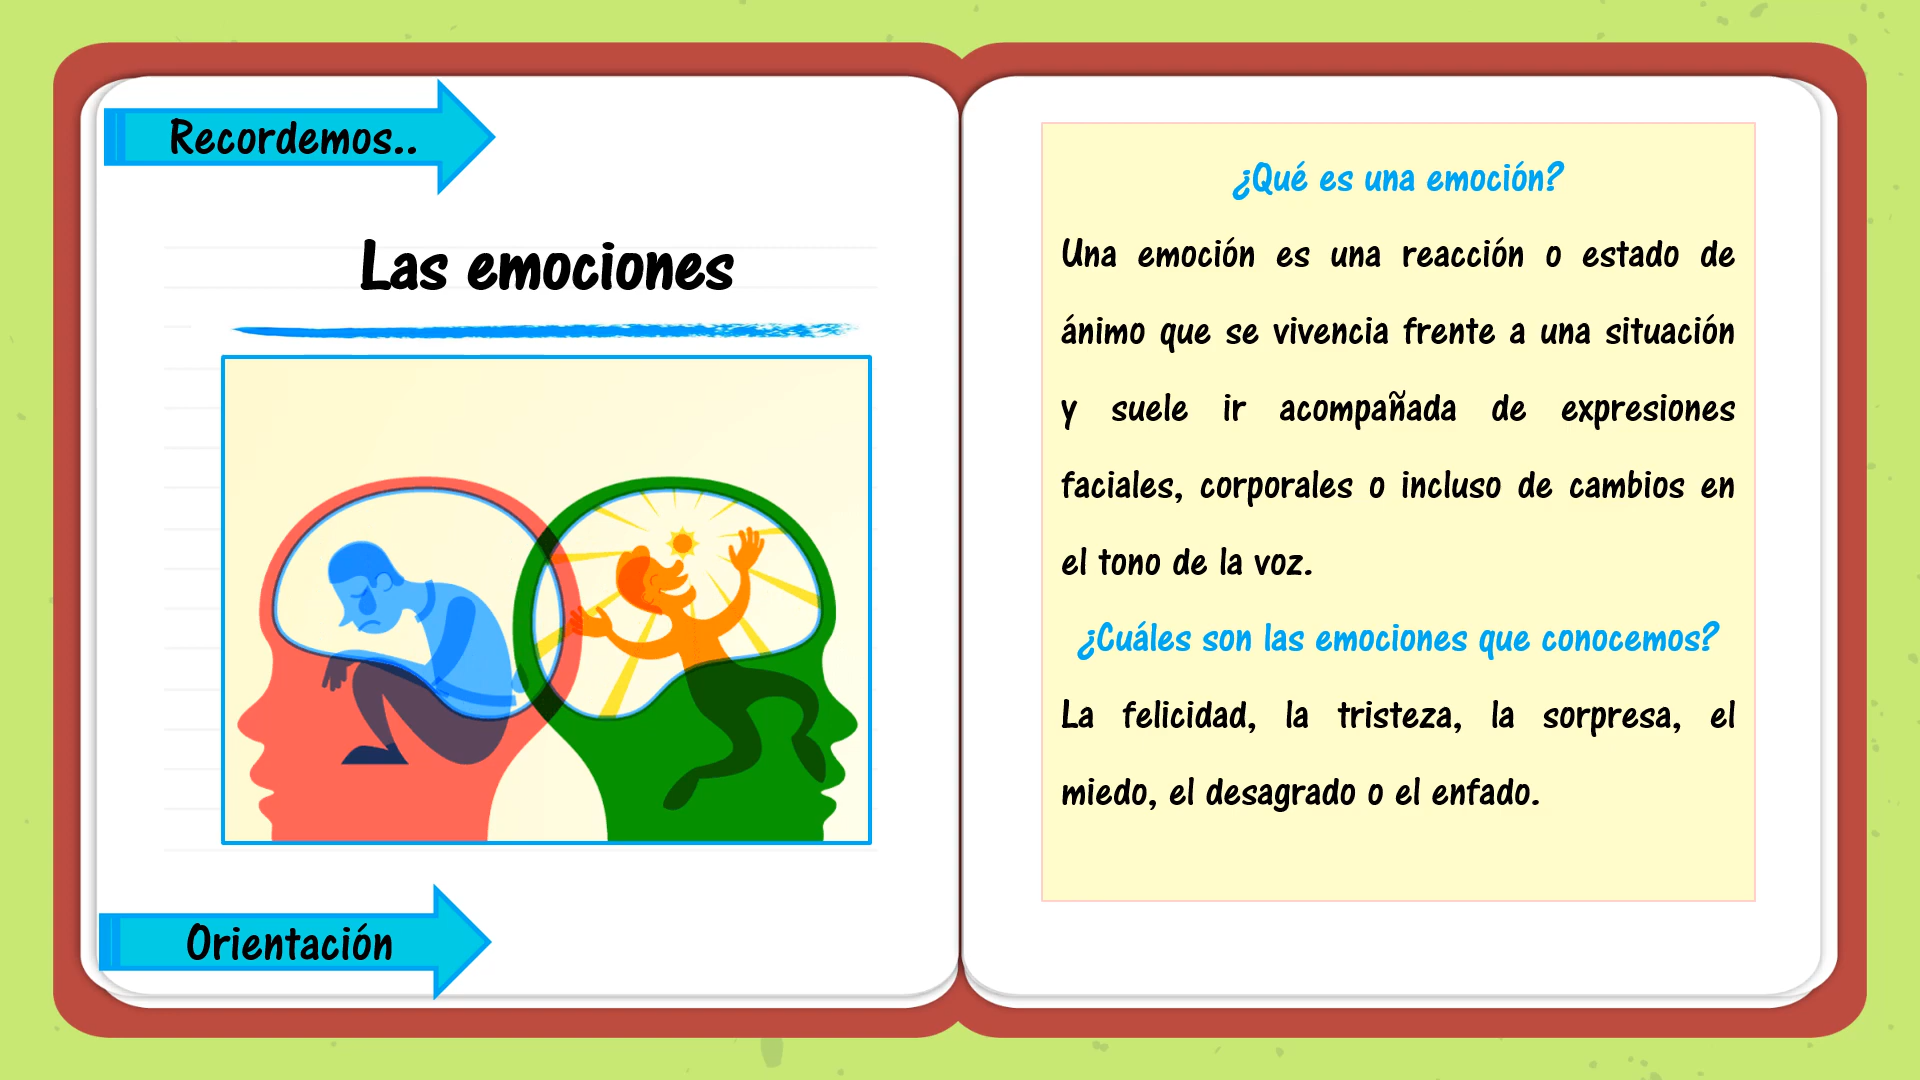 Recordemos..
Las emociones
Orientación
¿Qué es una emoción?
Una emoción es una reacción o estado de
ánimo que se vivencia frente a una situación
y suele ir acompañada de expresiones
faciales, corporales o incluso de cambios en
el tono de la voz.
¿Cuáles son las emociones que conocemos?
La felicidad, la tristeza, la sorpresa, el
miedo, el desagrado o el enfado.